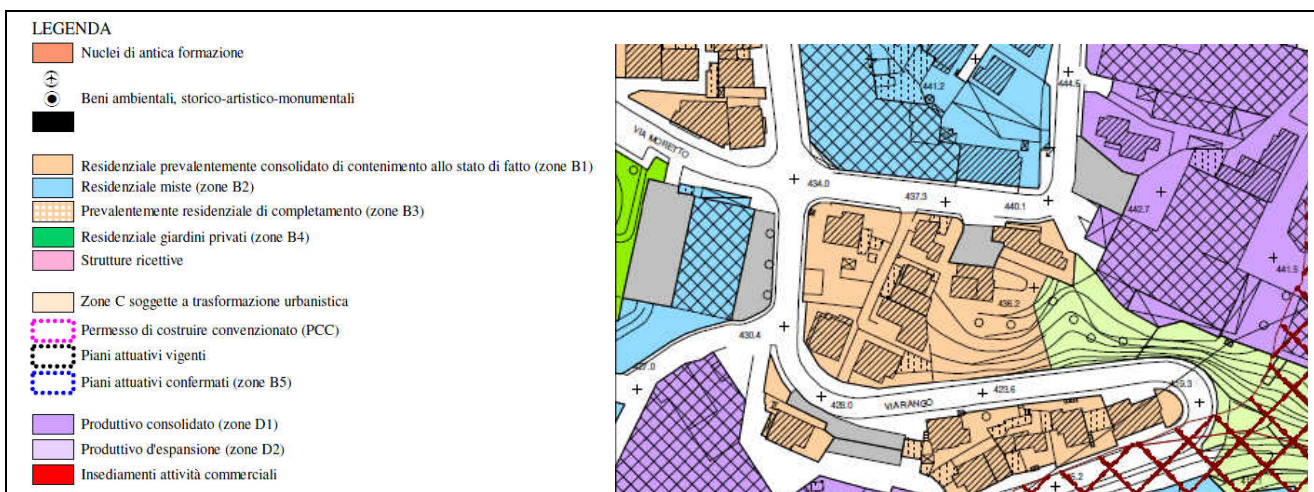 LEGENDA
Nuclei di antica formazione
Beni ambientali, storico-artistico-monumentali
Residenziale prevalentemente consolidato di contenimento allo stato di fatto (zone B1)
Residenziale miste (zone B2)
Prevalentemente residenziale di completamento (zone B3)
Residenziale giardini privati (zone B4)
Strutture ricettive
Zone C soggette a trasformazione urbanistica
Permesso di costruire convenzionato (PCC)
Piani attuativi vigenti
Piani attuativi confermati (zone B5)
Produttivo consolidato (zone D1)
Produttivo d'espansione (zone D2)
Insediamenti attività commerciali
441.2
444.6
VIA MORETTO
434.0
437.3
440.1
442.7
441.5
436.2
430.4
427.0
428.0
VIA RANGO
423.6